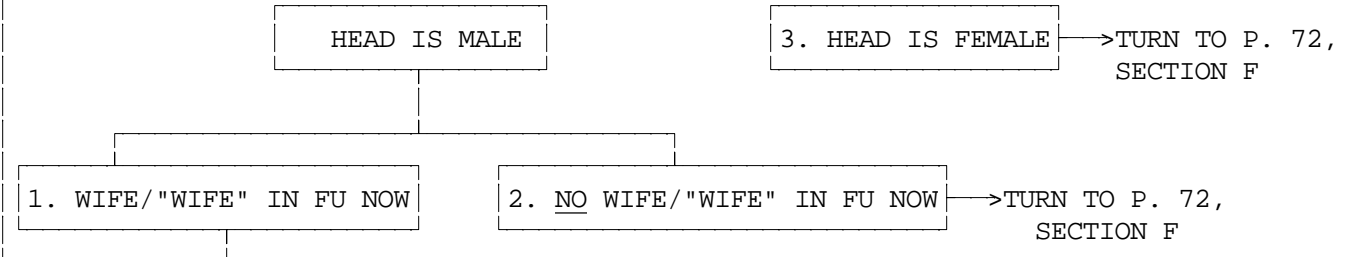 HEAD IS MALE 3. HEAD IS FEMALE >TURN TO P. 72,
SECTION F
1. WIFE/"WIFE" IN FU NOW 2. NO WIFE/"WIFE" IN FU NOW >TURN TO P. 72,
SECTION F